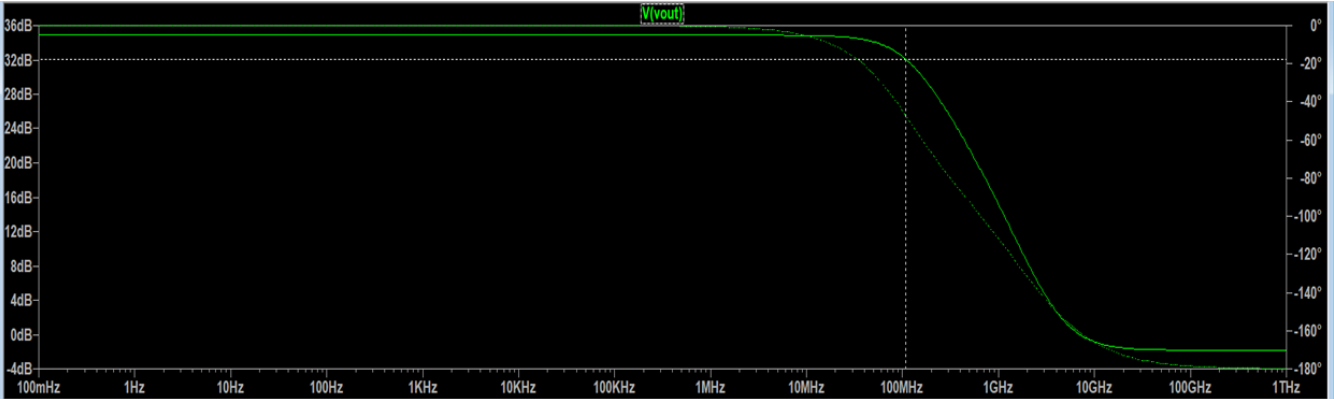 V(vout)
36dB
32dB
28dB
24dB
20dB
16dB
12dB
8dB
4dB
0dB
-4dB
0°
-20°
-40°
-60°
-80°
-100°
-120°
-140°
-160°
-180°
100mHz 1Hz 10Hz 100Hz 1KHz 10KHz 100KHz 1MHz 10MHz 100MHz 1GHz 10GHz 100GHz 1THz